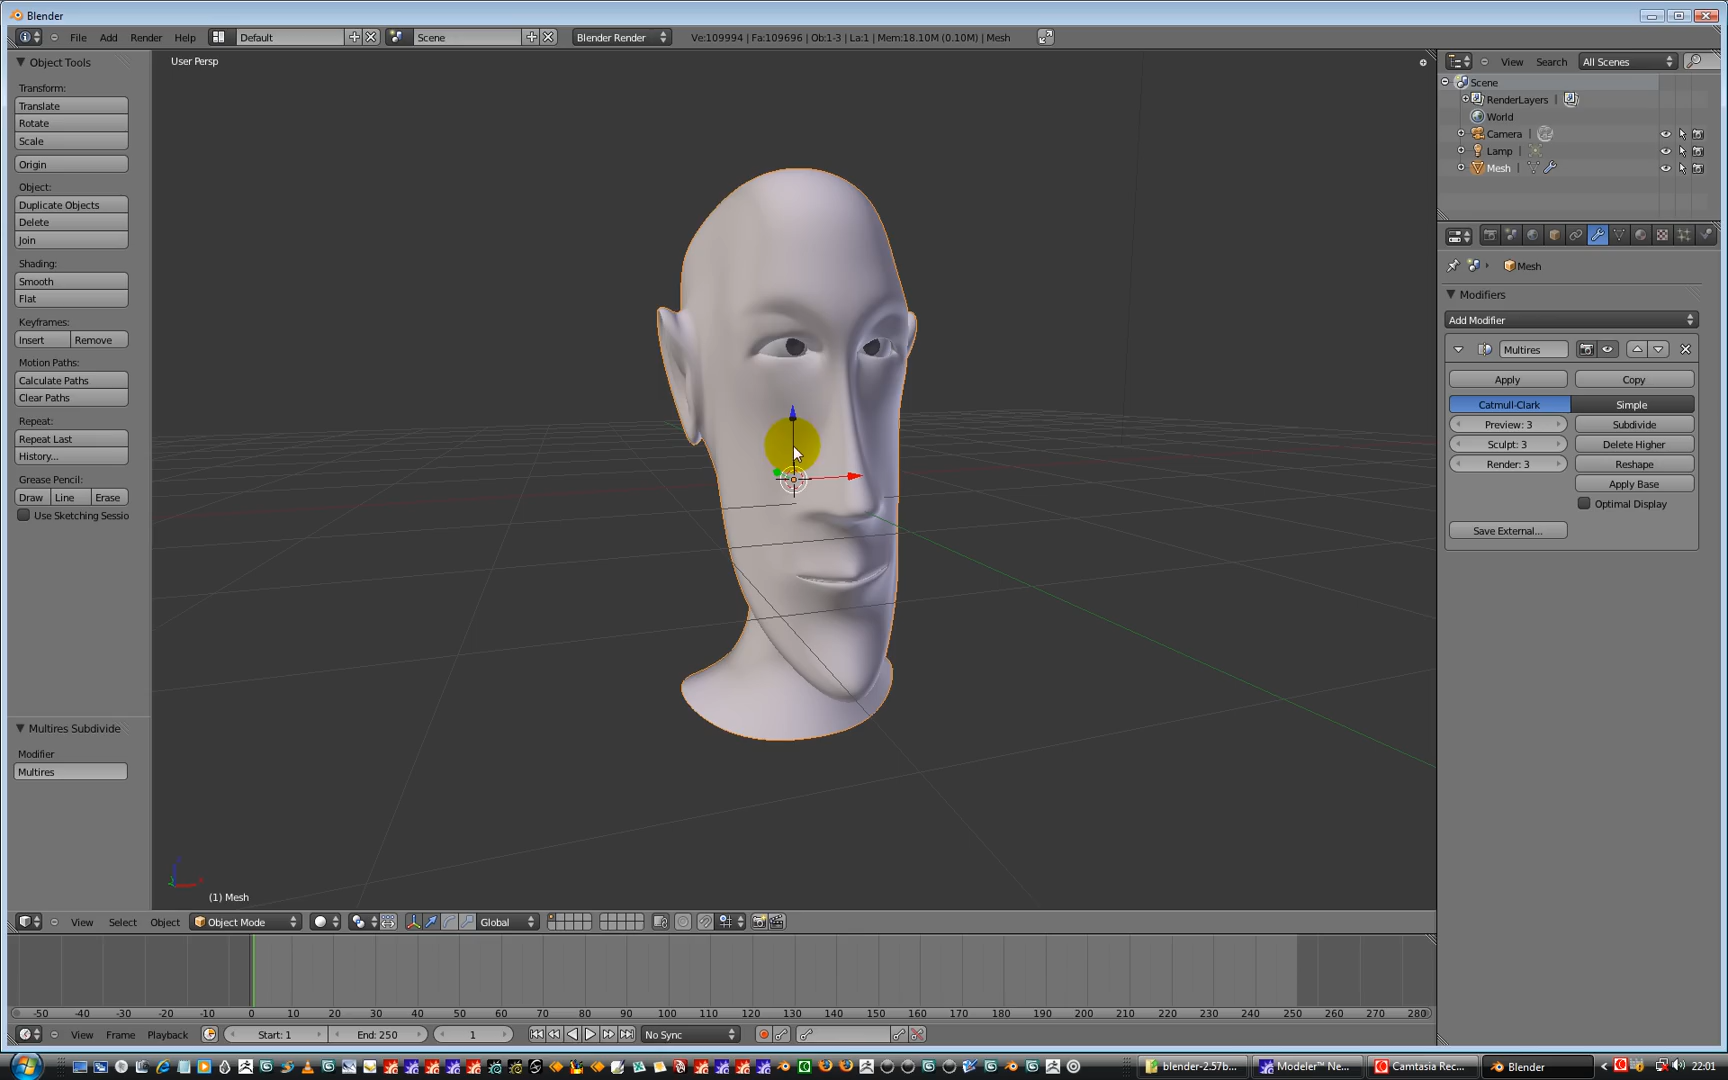 Blender
File Add Render Help Default Scene Blender Render Ve:109994 | Fa:109696 | Ob:1-3 | La:1 | Mem:18.10M (0.10M) | Mesh
Object Tools
Transform:
Translate
Rotate
Scale
Origin
Object:
Duplicate Objects
Delete
Join
Shading:
Smooth
Flat
Keyframes:
Insert Remove
Motion Paths:
Calculate Paths
Clear Paths
Repeat:
Repeat Last
History...
Grease Pencil:
Draw Line Erase
Use Sketching Sessio
Multires Subdivide
Modifier
Multires
User Persp
(1) Mesh
View Search All Scenes
Scene
RenderLayers
World
Camera
Lamp
Mesh
Mesh
Modifiers
Add Modifier
Multires
Apply Copy
Catmull-Clark Simple
Preview: 3 Subdivide
Sculpt: 3 Delete Higher
Render: 3 Reshape
Apply Base
Optimal Display
Save External...
View Select Object Object Mode Global
-50 -40 -30 -20 -10 0 10 20 30 40 50 60 70 80 90 100 110 120 130 140 150 160 170 180 190 200 210 220 230 240 250 260 270 280
View Frame Playback Start: 1 End: 250 1 No Sync
blender-2.57b... Modeler™ Ne... Camtasia Rec... Blender 22:01